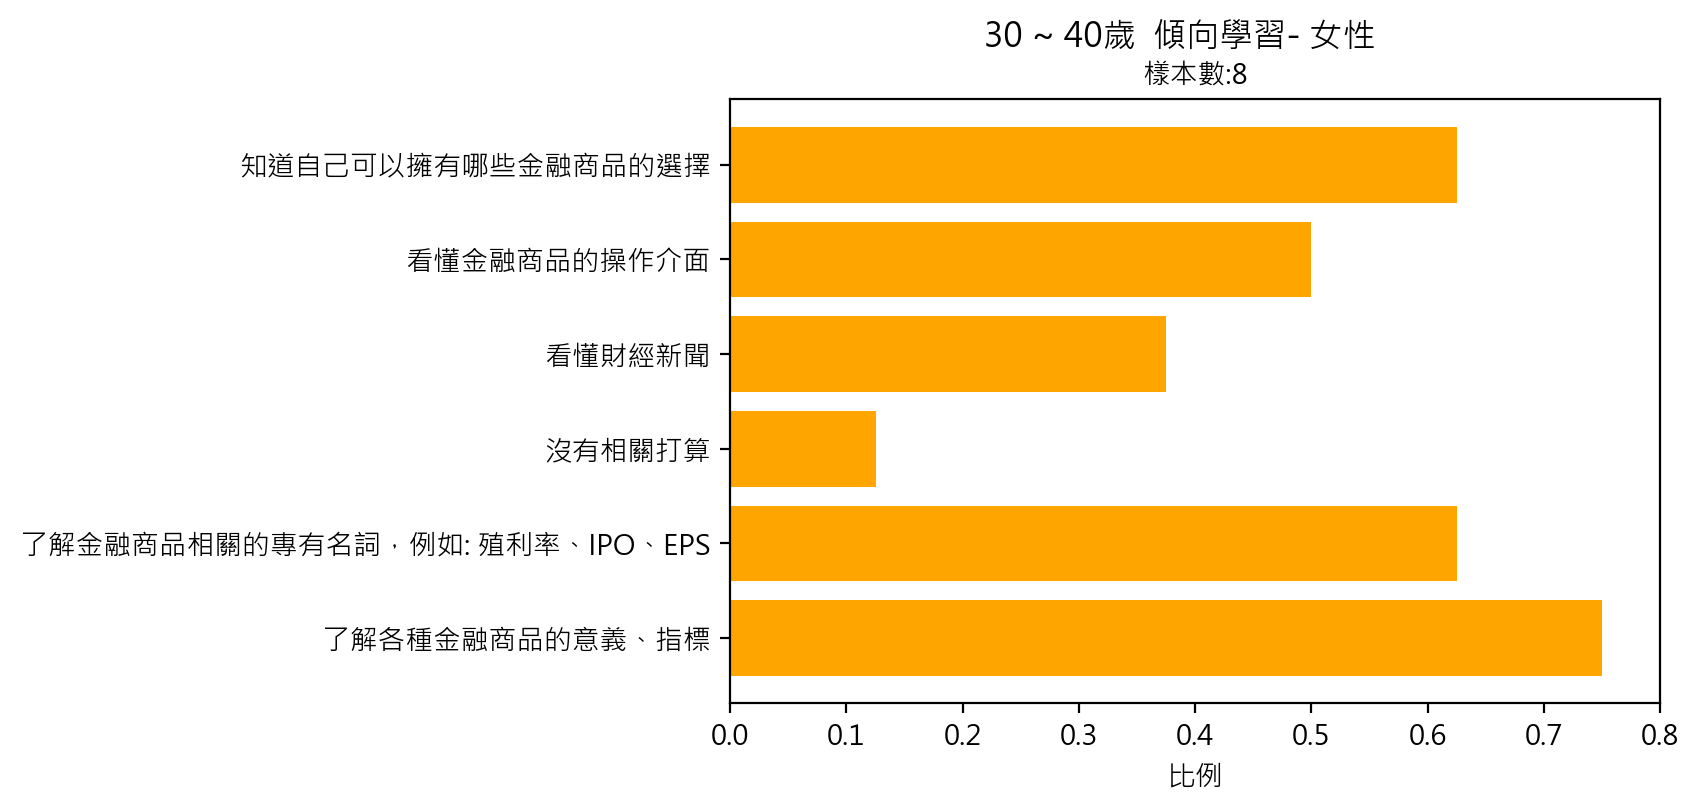 30 ~ 40歲 傾向學習- 女性
樣本數:8
知道自己可以擁有哪些金融商品的選擇
看懂金融商品的操作介面
看懂財經新聞
沒有相關打算
了解金融商品相關的專有名詞，例如: 殖利率、IPO、EPS
了解各種金融商品的意義、指標
0.0 0.1 0.2 0.3 0.4 0.5 0.6 0.7 0.8
比例